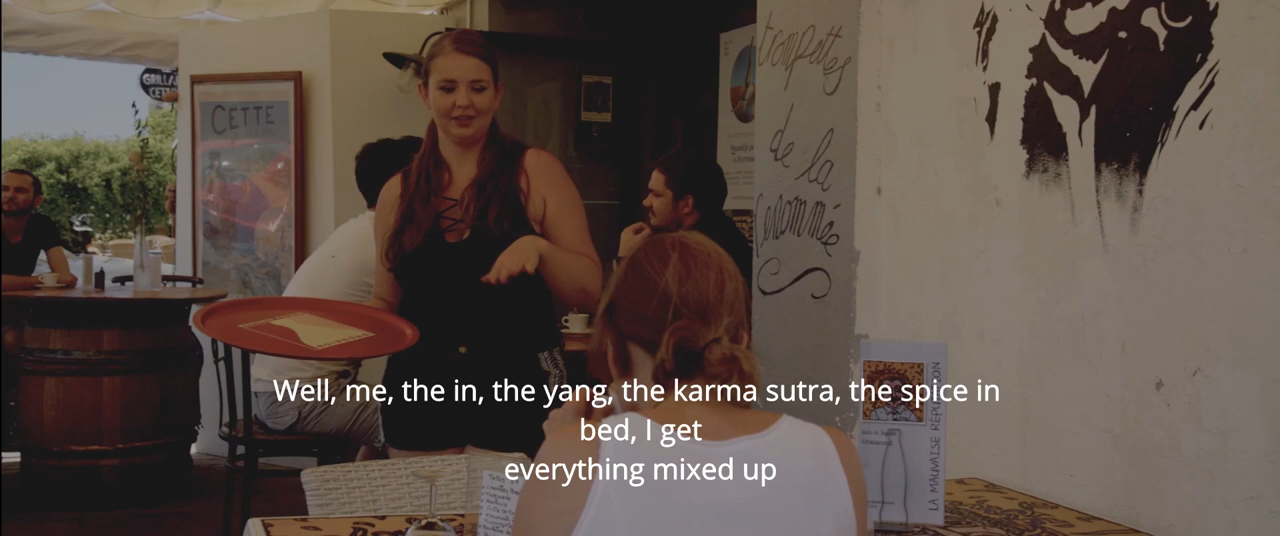 GRILLA
CETTE
trompettes
de la
renommée
LA MAUVAISE RÉPUTATION
Well, me, the in, the yang, the karma sutra, the spice in
bed, I get
everything mixed up